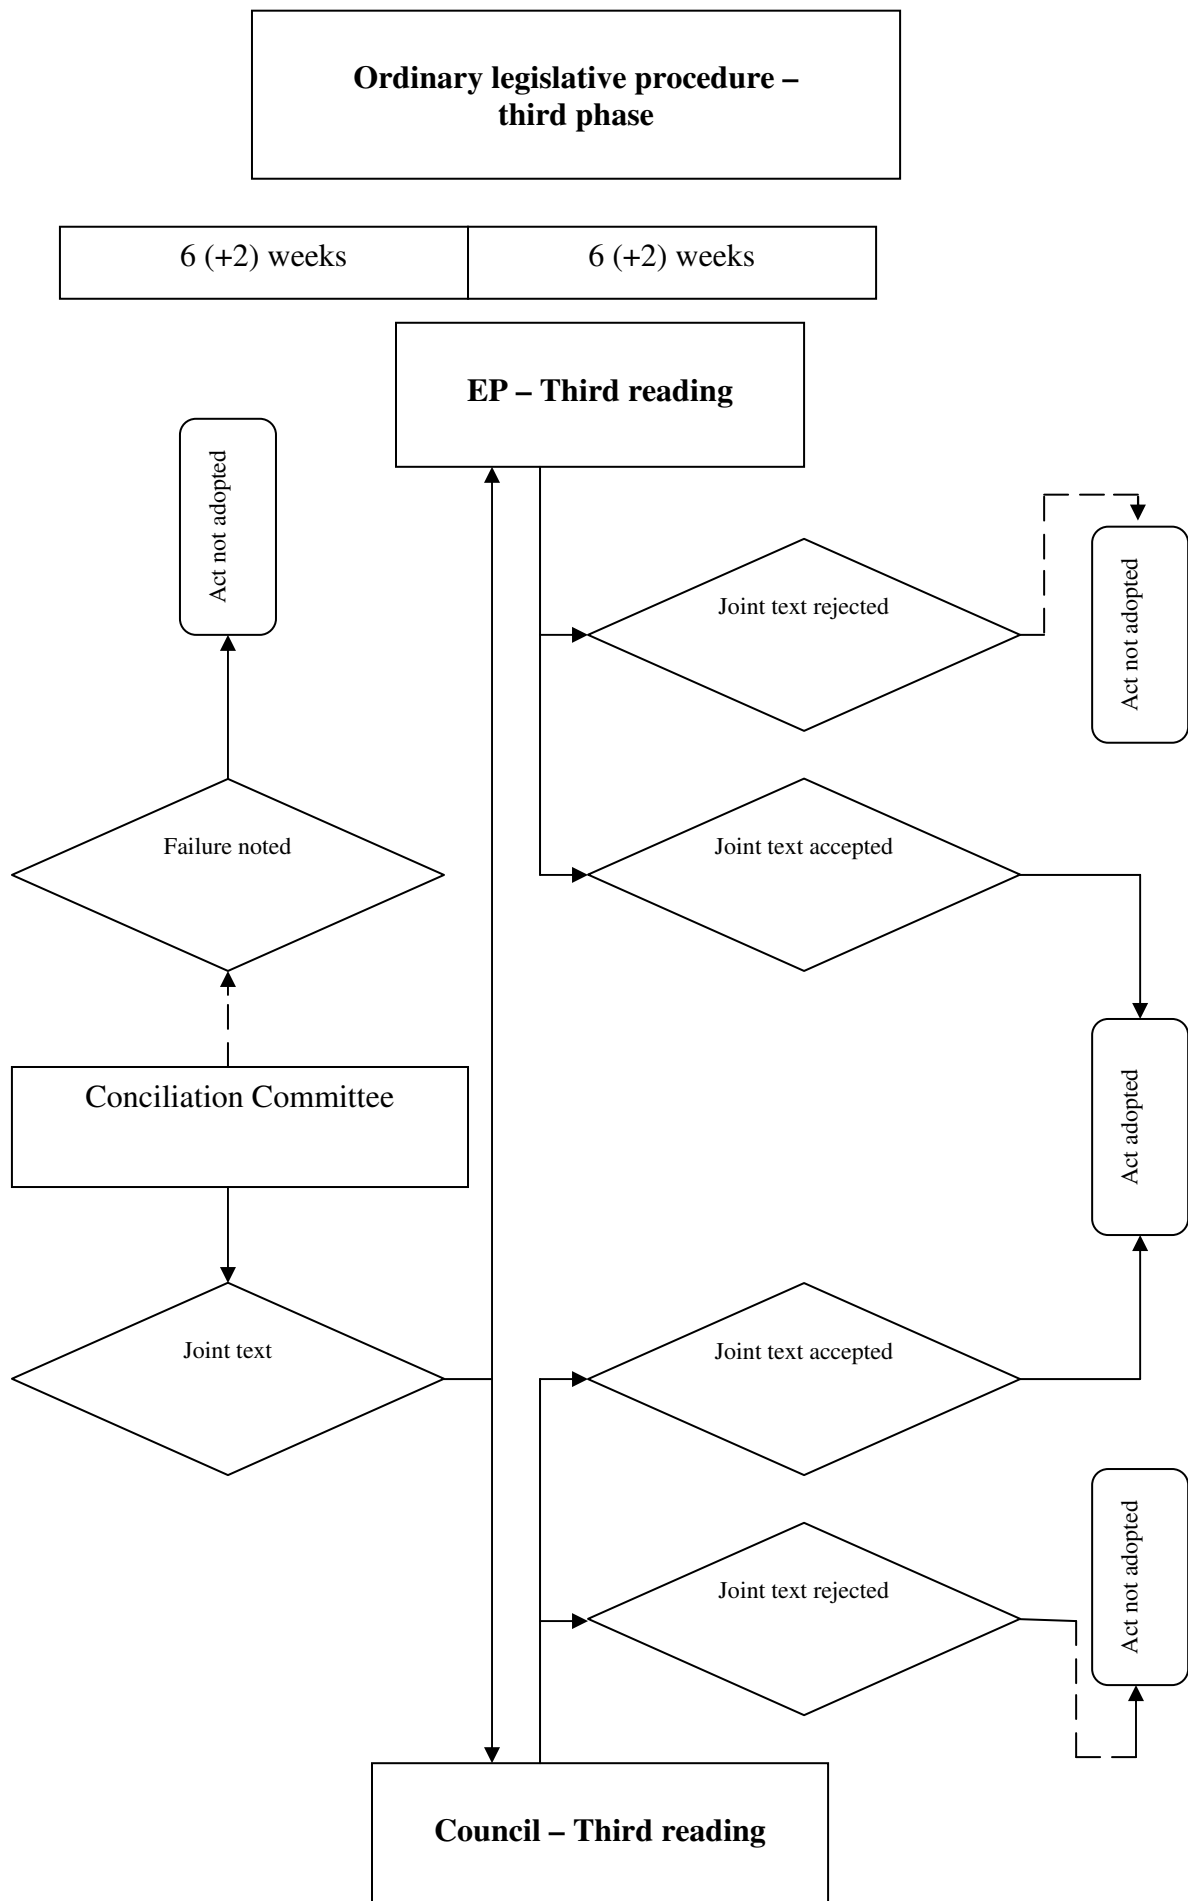 Ordinary legislative procedure –
third phase
6 (+2) weeks
6 (+2) weeks
EP – Third reading
Act not adopted
Joint text rejected
Act not adopted
Failure noted
Joint text accepted
Conciliation Committee
Act adopted
Joint text
Joint text accepted
Joint text rejected
Act not adopted
Council – Third reading